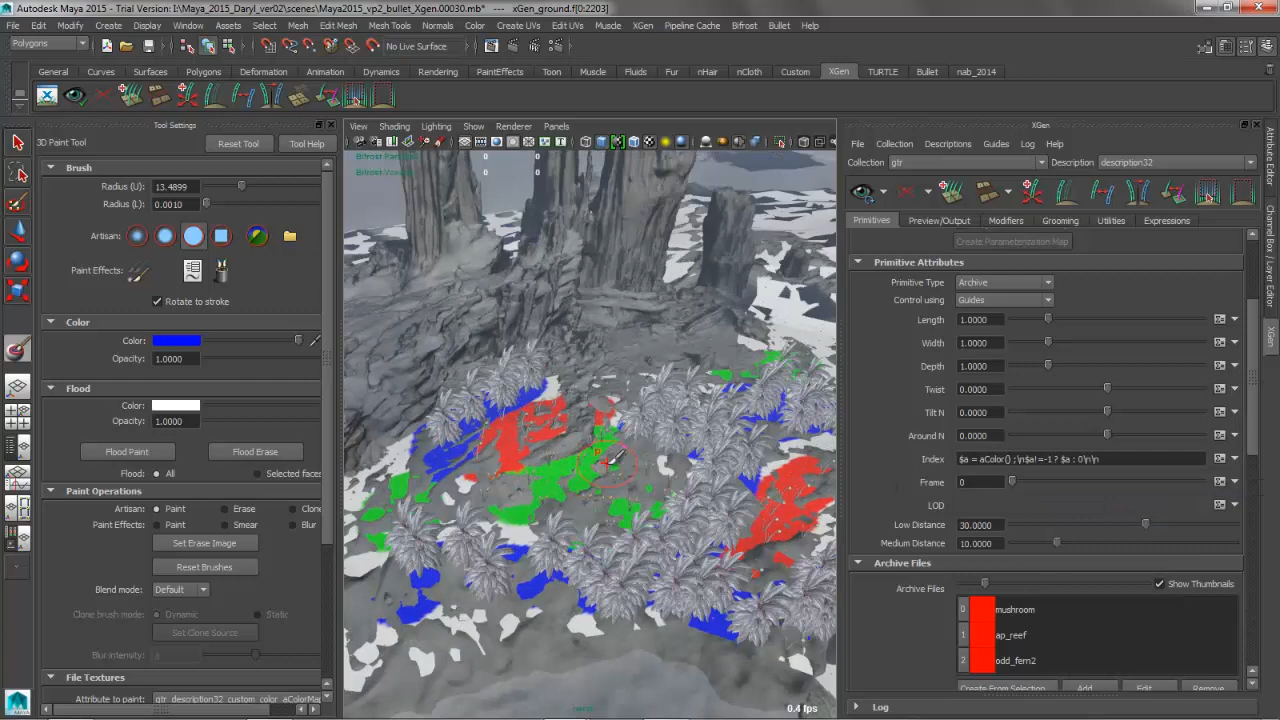 Autodesk Maya 2015 - Trial Version: I:\Maya_2015_Daryl_ver02\scenes\Maya2015_vp2_bullet_Xgen.00030.mb* --- xGen_ground.f[0:2203]
File Edit Modify Create Display Window Assets Select Mesh Edit Mesh Mesh Tools Normals Color Create UVs Edit UVs Muscle XGen Pipeline Cache Bifrost Bullet Help
Polygons No Live Surface
General Curves Surfaces Polygons Deformation Animation Dynamics Rendering PaintEffects Toon Muscle Fluids Fur nHair nCloth Custom XGen TURTLE Bullet nab_2014
Tool Settings
3D Paint Tool Reset Tool Tool Help
Brush
Radius (U): 13.4899
Radius (L): 0.0010
Artisan:
Paint Effects:
Rotate to stroke
Color
Color:
Opacity: 1.0000
Flood
Color:
Opacity: 1.0000
Flood Paint Flood Erase
Flood: All Selected faces
Paint Operations
Artisan: Paint Erase Clone
Paint Effects: Paint Smear Blur
Set Erase Image
Reset Brushes
Blend mode: Default
Clone brush mode: Dynamic Static
Set Clone Source
Blur intensity:
File Textures
Attribute to paint: gtr_description32_custom_color_aColorMap
View Shading Lighting Show Renderer Panels
Bifrost Particles 0 0
Bifrost Voxels 0 0
persp
0.4 fps
XGen
File Collection Descriptions Guides Log Help
Collection gtr Description description32
Primitives Preview/Output Modifiers Grooming Utilities Expressions
Create Parameterization Map
Primitive Attributes
Primitive Type Archive
Control using Guides
Length 1.0000
Width 1.0000
Depth 1.0000
Twist 0.0000
Tilt N 0.0000
Around N 0.0000
Index $a = aColor() ;\n$a!=-1 ? $a : 0\n\n
Frame 0
LOD
Low Distance 30.0000
Medium Distance 10.0000
Archive Files
Archive Files Show Thumbnails
0 mushroom
1 ap_reef
2 odd_fern2
Create From Selection Add Edit Remove
Log
Attribute Editor
Channel Box / Layer Editor
XGen